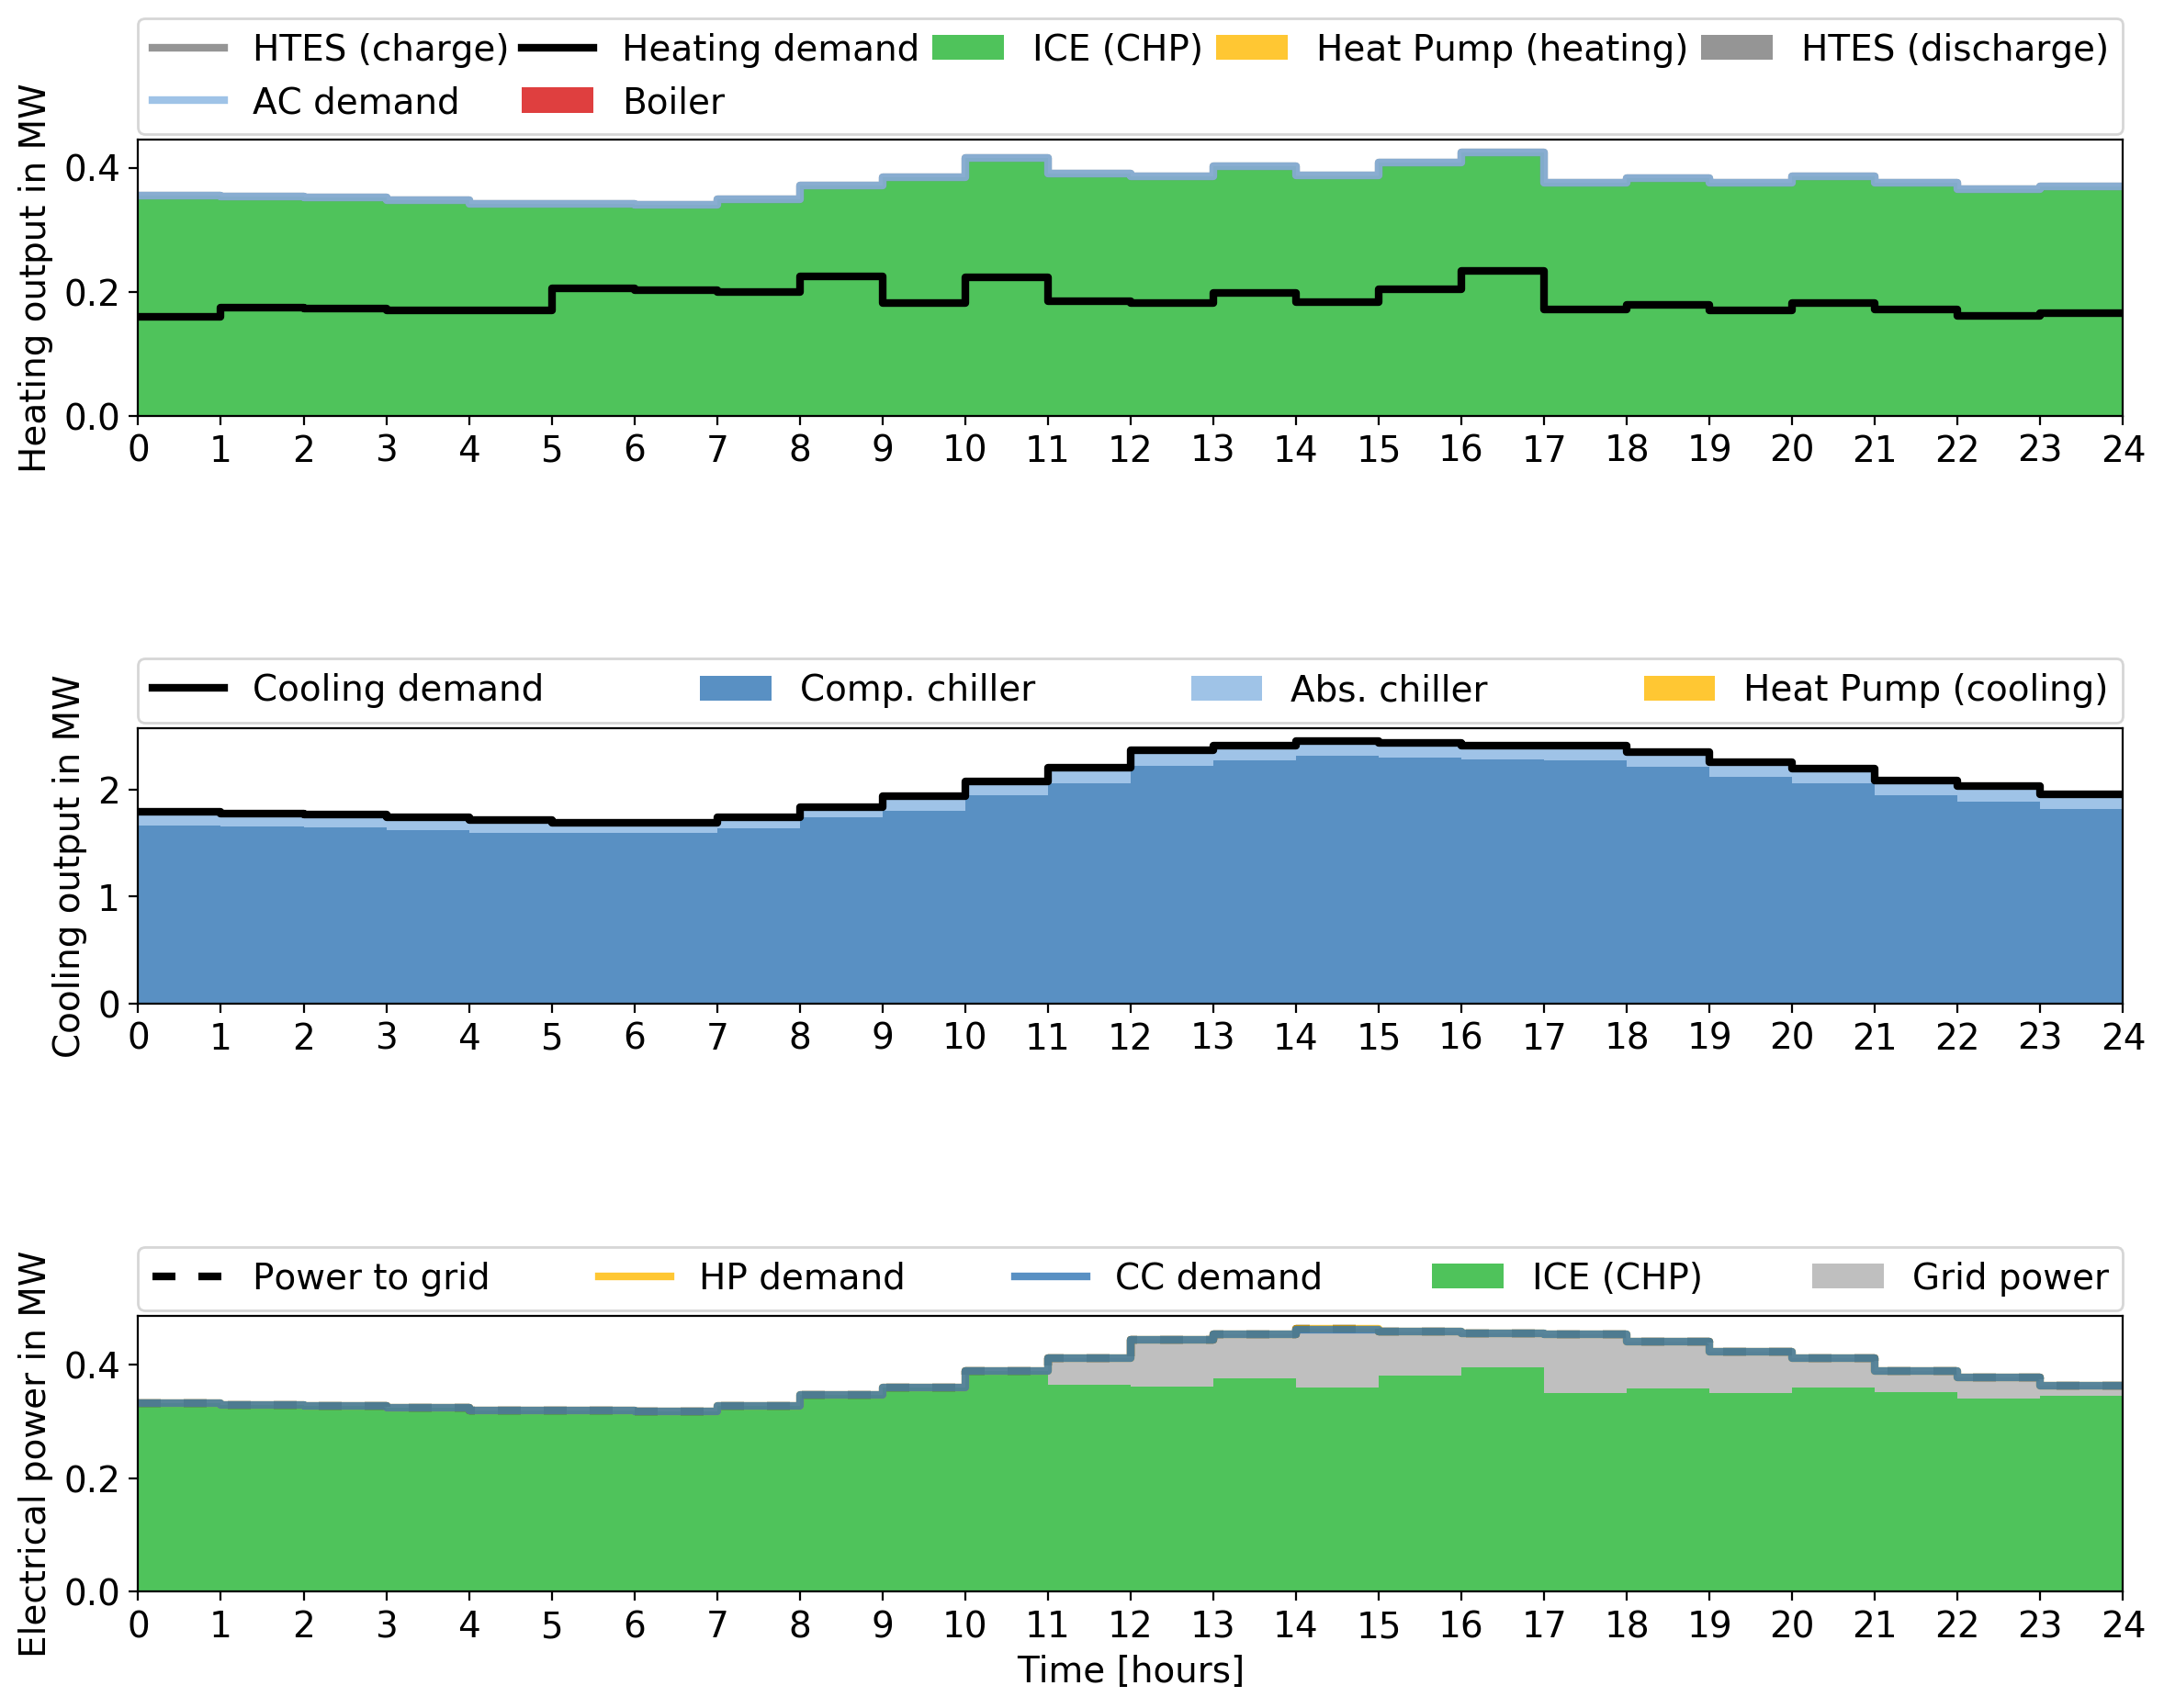 HTES (charge) Heating demand ICE (CHP) Heat Pump (heating) HTES (discharge)
AC demand Boiler
Heating output in MW
0.4
0.2
0.0
0 1 2 3 4 5 6 7 8 9 10 11 12 13 14 15 16 17 18 19 20 21 22 23 24
Cooling demand Comp. chiller Abs. chiller Heat Pump (cooling)
Cooling output in MW
2
1
0
0 1 2 3 4 5 6 7 8 9 10 11 12 13 14 15 16 17 18 19 20 21 22 23 24
Power to grid HP demand CC demand ICE (CHP) Grid power
Electrical power in MW
0.4
0.2
0.0
0 1 2 3 4 5 6 7 8 9 10 11 12 13 14 15 16 17 18 19 20 21 22 23 24
Time [hours]